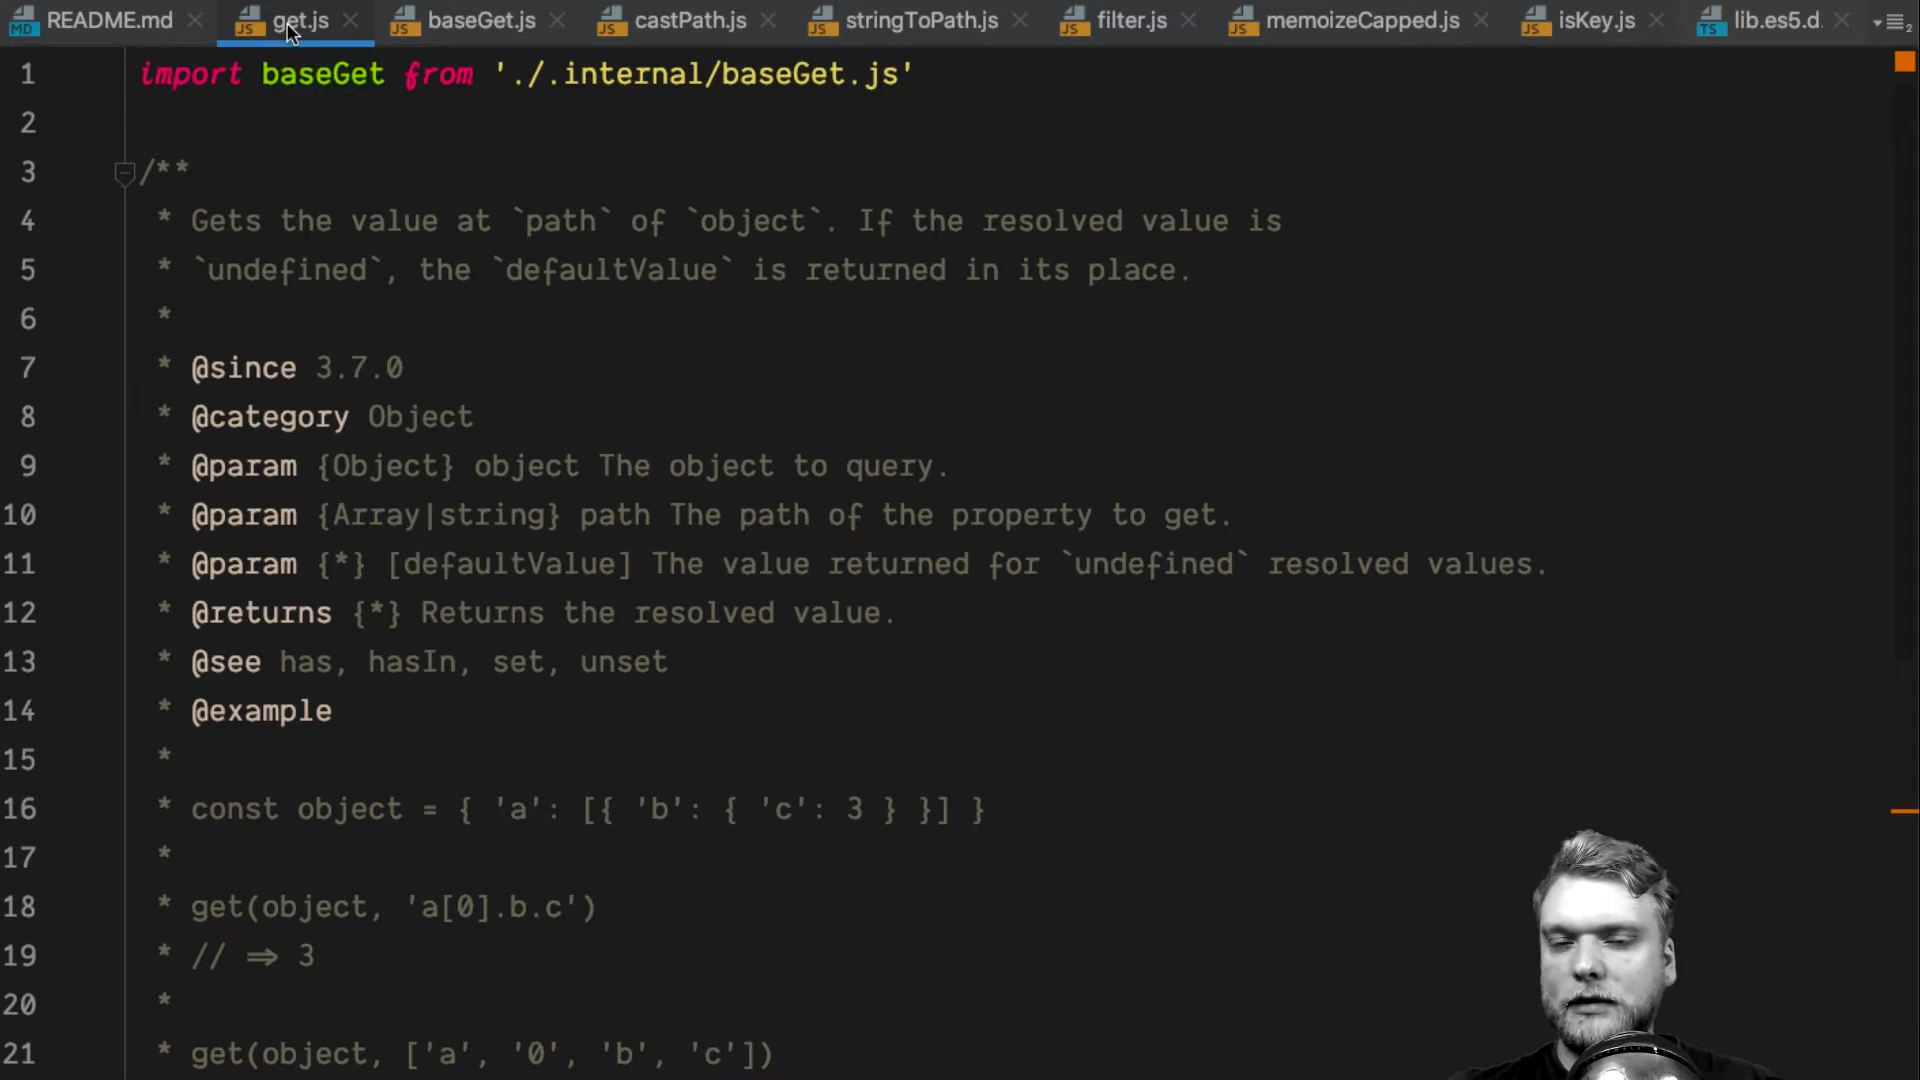 README.md get.js baseGet.js castPath.js stringToPath.js filter.js memoizeCapped.js isKey.js lib.es5.d.
1 import baseGet from './.internal/baseGet.js'
2
3 /**
4 * Gets the value at `path` of `object`. If the resolved value is
5 * `undefined`, the `defaultValue` is returned in its place.
6 *
7 * @since 3.7.0
8 * @category Object
9 * @param {Object} object The object to query.
10 * @param {Array|string} path The path of the property to get.
11 * @param {*} [defaultValue] The value returned for `undefined` resolved values.
12 * @returns {*} Returns the resolved value.
13 * @see has, hasIn, set, unset
14 * @example
15 *
16 * const object = { 'a': [{ 'b': { 'c': 3 } }] }
17 *
18 * get(object, 'a[0].b.c')
19 * // => 3
20 *
21 * get(object, ['a', '0', 'b', 'c'])